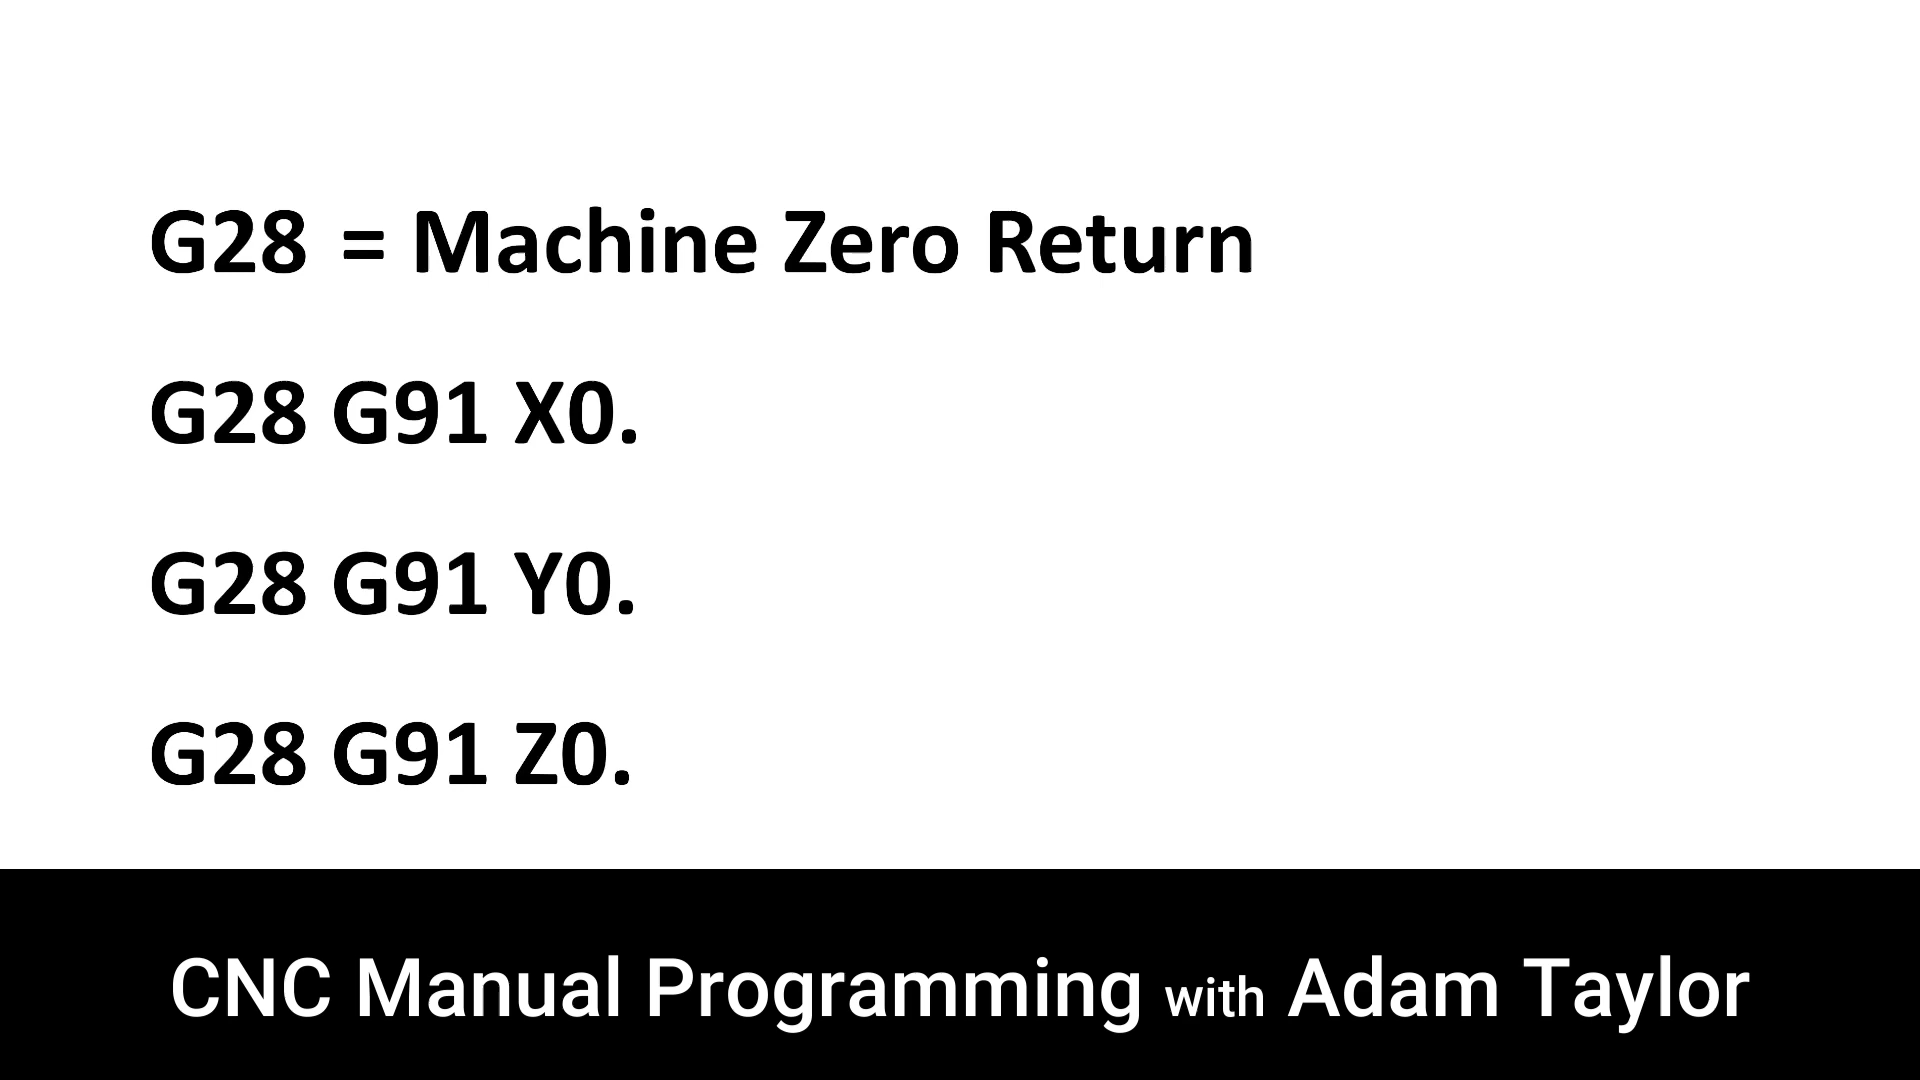 G28 = Machine Zero Return
G28 G91 X0.
G28 G91 Y0.
G28 G91 Z0.
CNC Manual Programming with Adam Taylor